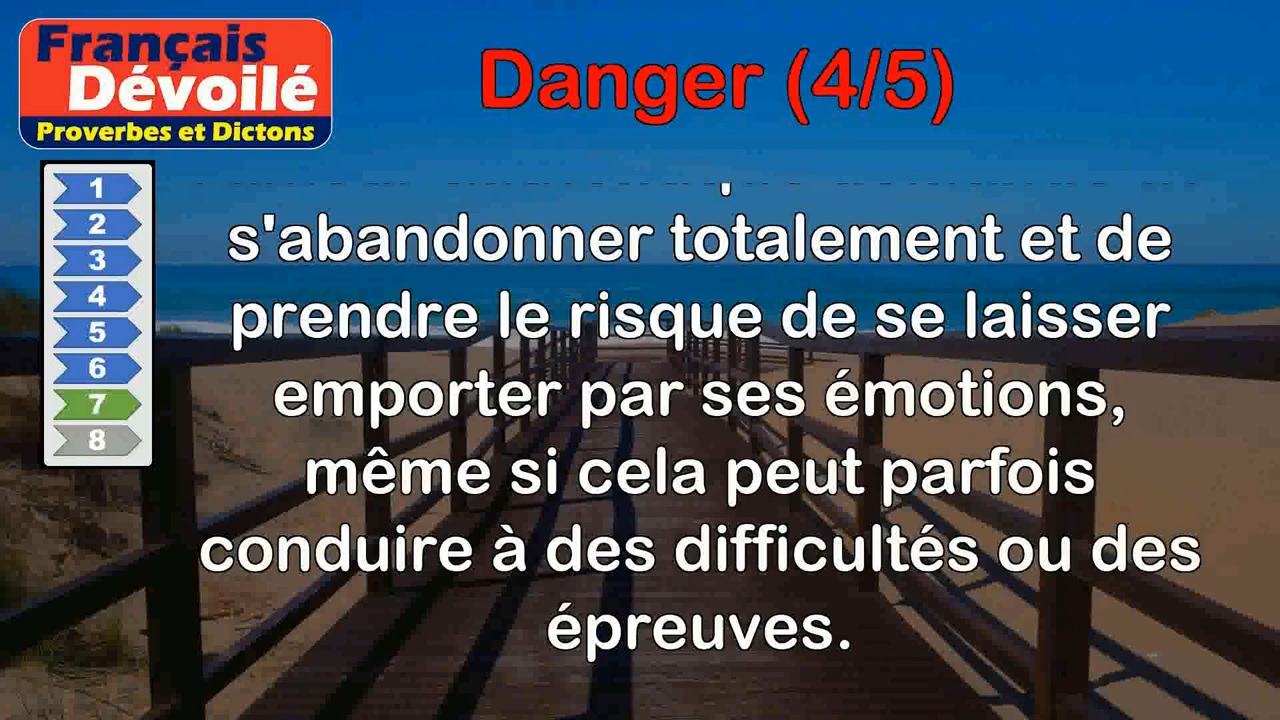 Français
Dévoilé
Proverbes et Dictons
Danger (4/5)
1
2
3
4
5
6
7
8
s'abandonner totalement et de
prendre le risque de se laisser
emporter par ses émotions,
même si cela peut parfois
conduire à des difficultés ou des
épreuves.